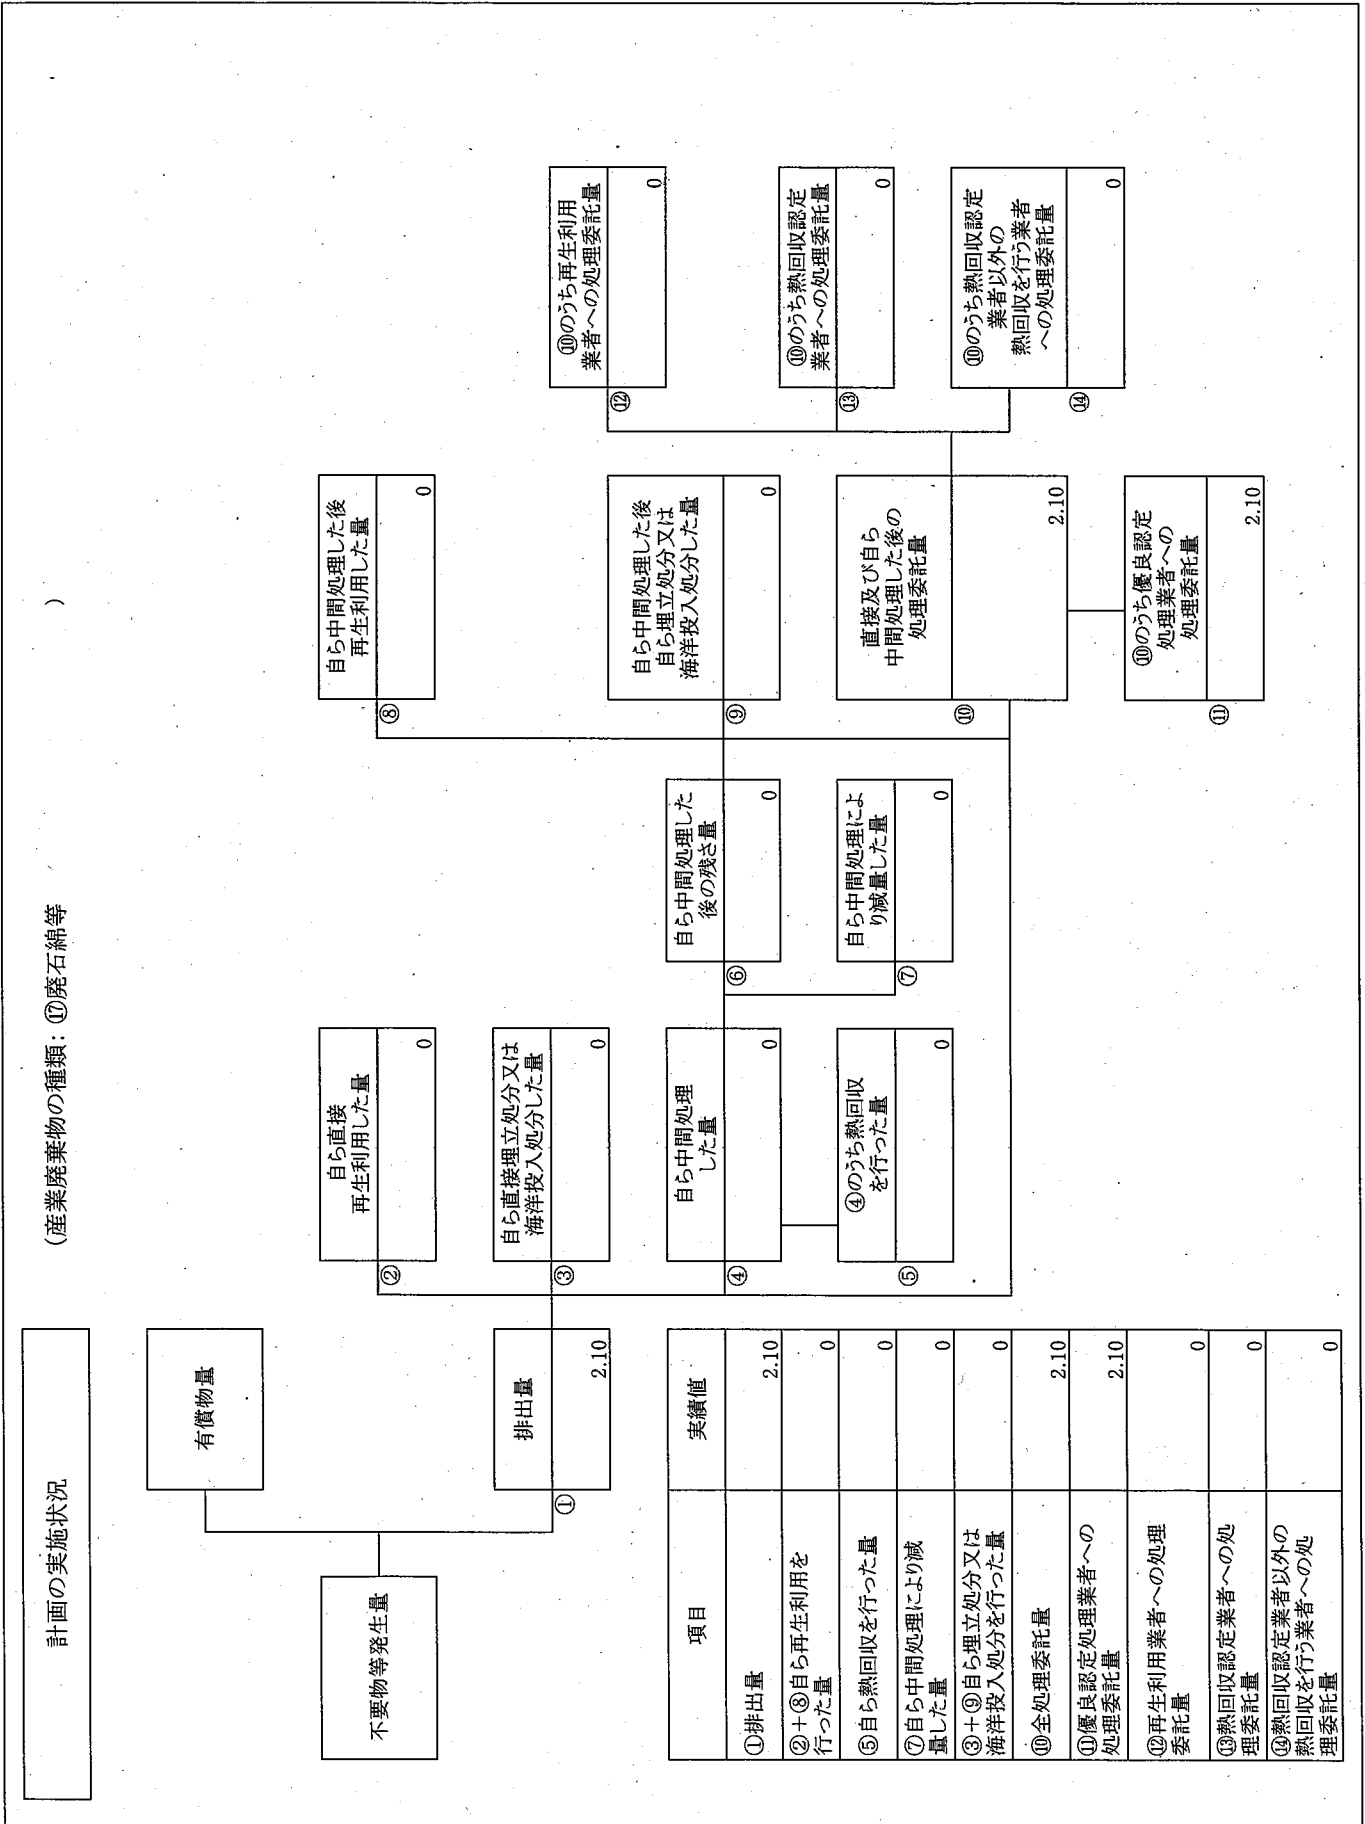 計画の実施状況
(産業廃棄物の種類：⑰廃石綿等　　　　　　)
不要物等発生量
有償物量
①
排出量
2.10
②
自ら直接
再生利用した量
0
③
自ら直接埋立処分又は
海洋投入処分した量
0
④
自ら中間処理
した量
0
⑤
④のうち熱回収
を行った量
0
⑥
自ら中間処理した
後の残さ量
0
⑦
自ら中間処理によ
り減量した量
0
⑧
自ら中間処理した後
再生利用した量
0
⑨
自ら中間処理した後
自ら埋立処分又は
海洋投入処分した量
0
⑩
直接及び自ら
中間処理した後の
処理委託量
2.10
⑪
⑩のうち優良認定
処理業者への
処理委託量
2.10
⑫
⑩のうち再生利用
業者への処理委託量
0
⑬
⑩のうち熱回収認定
業者への処理委託量
0
⑭
⑩のうち熱回収認定
業者以外の
熱回収を行う業者
への処理委託量
0
項目 実績値
①排出量 2.10
②+⑧自ら再生利用を
行った量 0
⑤自ら熱回収を行った量 0
⑦自ら中間処理により減
量した量 0
③+⑨自ら埋立処分又は
海洋投入処分を行った量 0
⑩全処理委託量 2.10
⑪優良認定処理業者への
処理委託量 2.10
⑫再生利用業者への処理
委託量 0
⑬熱回収認定業者への処
理委託量 0
⑭熱回収認定業者以外の
熱回収を行う業者への処
理委託量 0